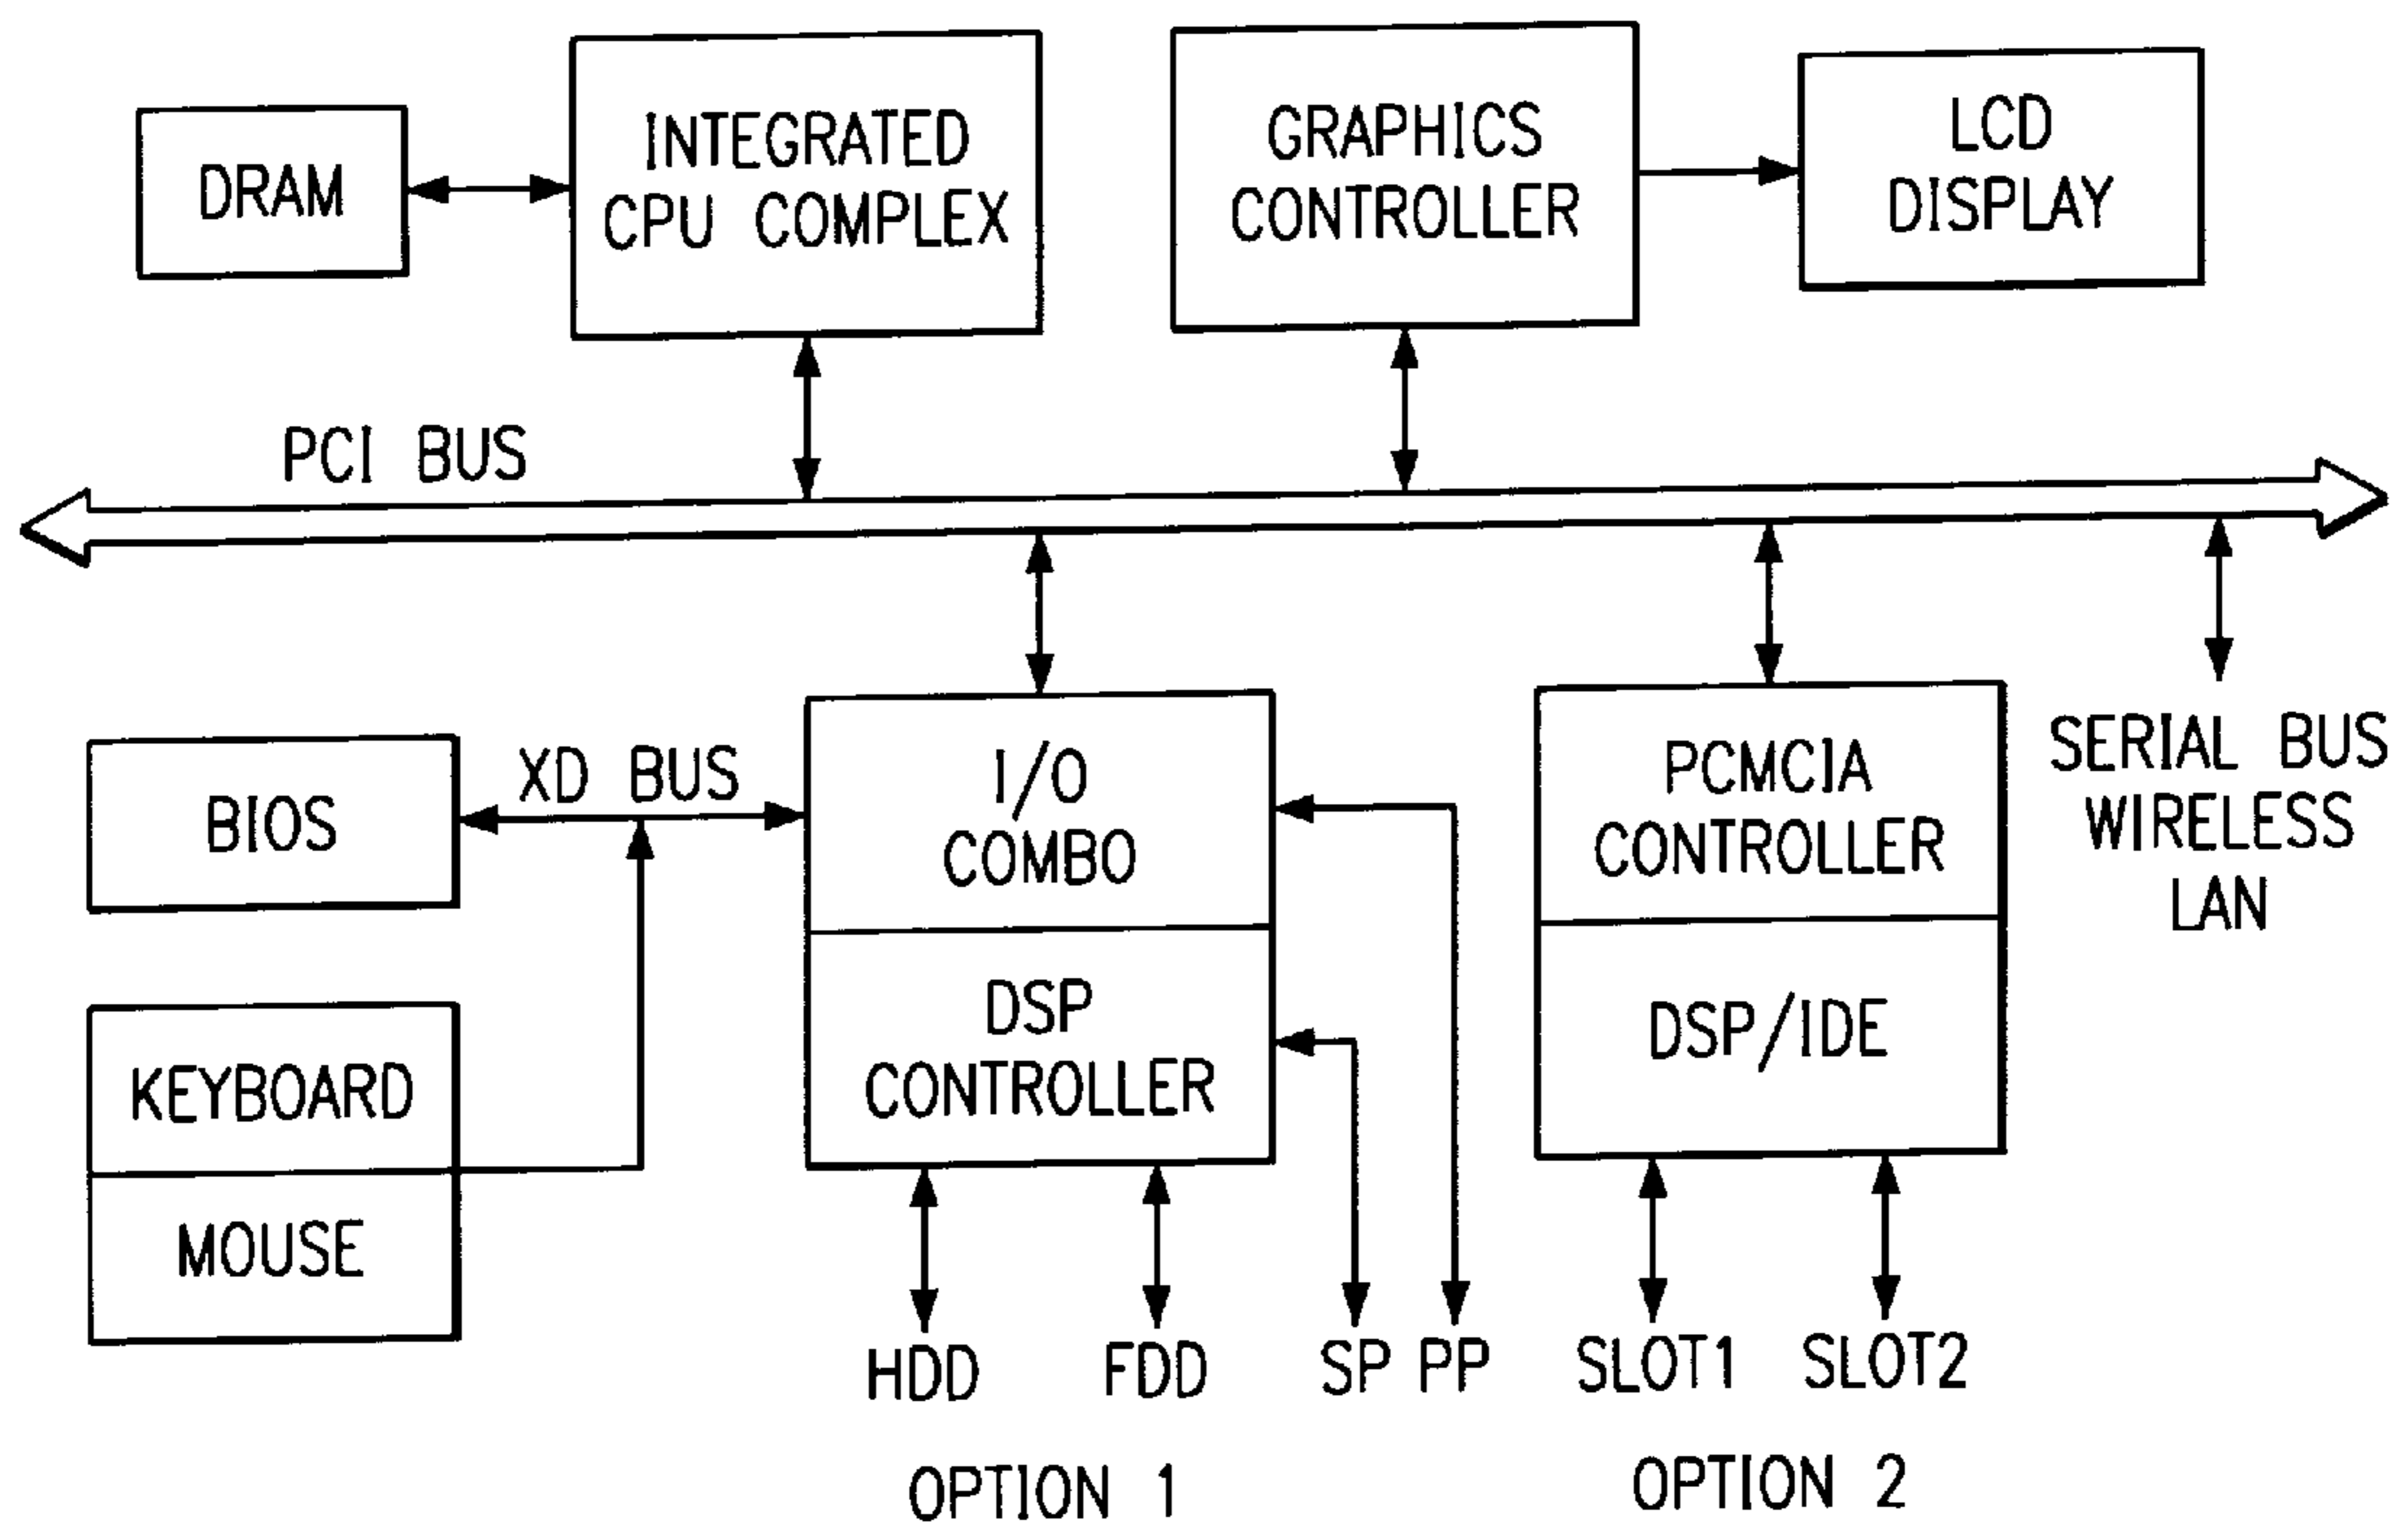 DRAM
INTEGRATED
CPU COMPLEX
GRAPHICS
CONTROLLER
LCD
DISPLAY
PCI BUS
BIOS
XD BUS
I/O
COMBO
DSP
CONTROLLER
PCMCIA
CONTROLLER
DSP/IDE
SERIAL BUS
WIRELESS
LAN
KEYBOARD
MOUSE
HDD
FDD
SP
PP
SLOT1
SLOT2
OPTION 1
OPTION 2